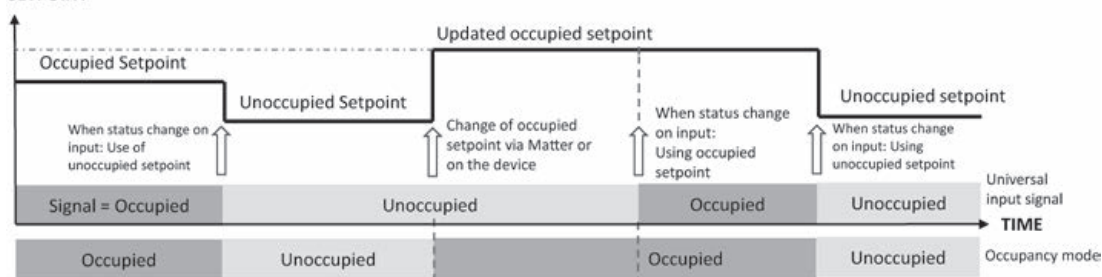 Updated occupied setpoint
Occupied Setpoint
Unoccupied Setpoint
Unoccupied setpoint
When status change on
input: Use of
unoccupied setpoint
Change of occupied
setpoint via Matter or
on the device
When status change
on input:
Using occupied
setpoint
When status change
on input: Using
unoccupied setpoint
Signal = Occupied
Unoccupied
Occupied
Unoccupied
Universal
input signal
TIME
Occupied
Unoccupied
Occupied
Unoccupied
Occupancy mode